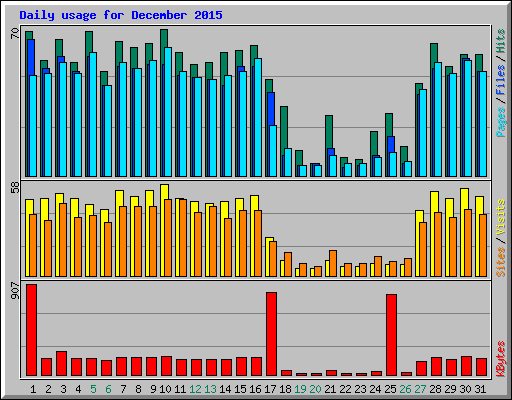 Daily usage for December 2015
70
Pages / Files / Hits
58
Sites / Visits
907
KBytes
1 2 3 4 5 6 7 8 9 10 11 12 13 14 15 16 17 18 19 20 21 22 23 24 25 26 27 28 29 30 31